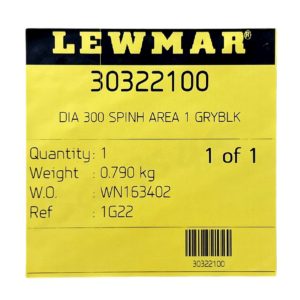 LEWMAR®
30322100
DIA 300 SPINH AREA 1 GRYBLK
Quantity: 1 1 of 1
Weight : 0.790 kg
W.O. : WN163402
Ref : 1G22
30322100